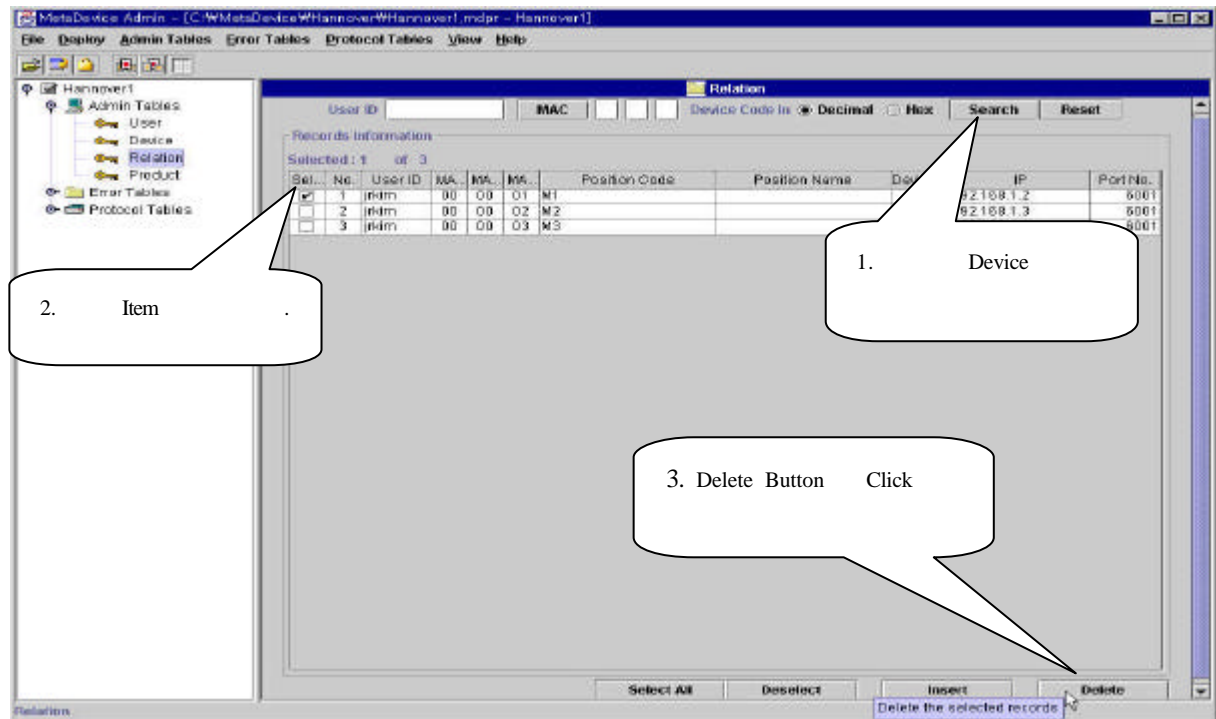 MetaDevice Admin - [C:\MetaDevice\Hannover\Hannover1.mdpr - Hannover1]
File Deploy Admin Tables Error Tables Protocol Tables View Help
Hannover1
Admin Tables
User
Device
Relation
Product
Error Tables
Protocol Tables
Relation
User ID MAC Device Code In Decimal Hex Search Reset
Records Information
Selected : 1 of 3
Sel... No. User ID MA... MA... MA... Position Code Position Name IP Port No.
1 jrkim 00 00 01 M1 92.168.1.2 6001
2 jrkim 00 00 02 M2 92.168.1.3 6001
3 jrkim 00 00 03 M3 6001
1. Device
2. Item .
3. Delete Button Click
Select All Deselect Insert Delete
Delete the selected records
Relation